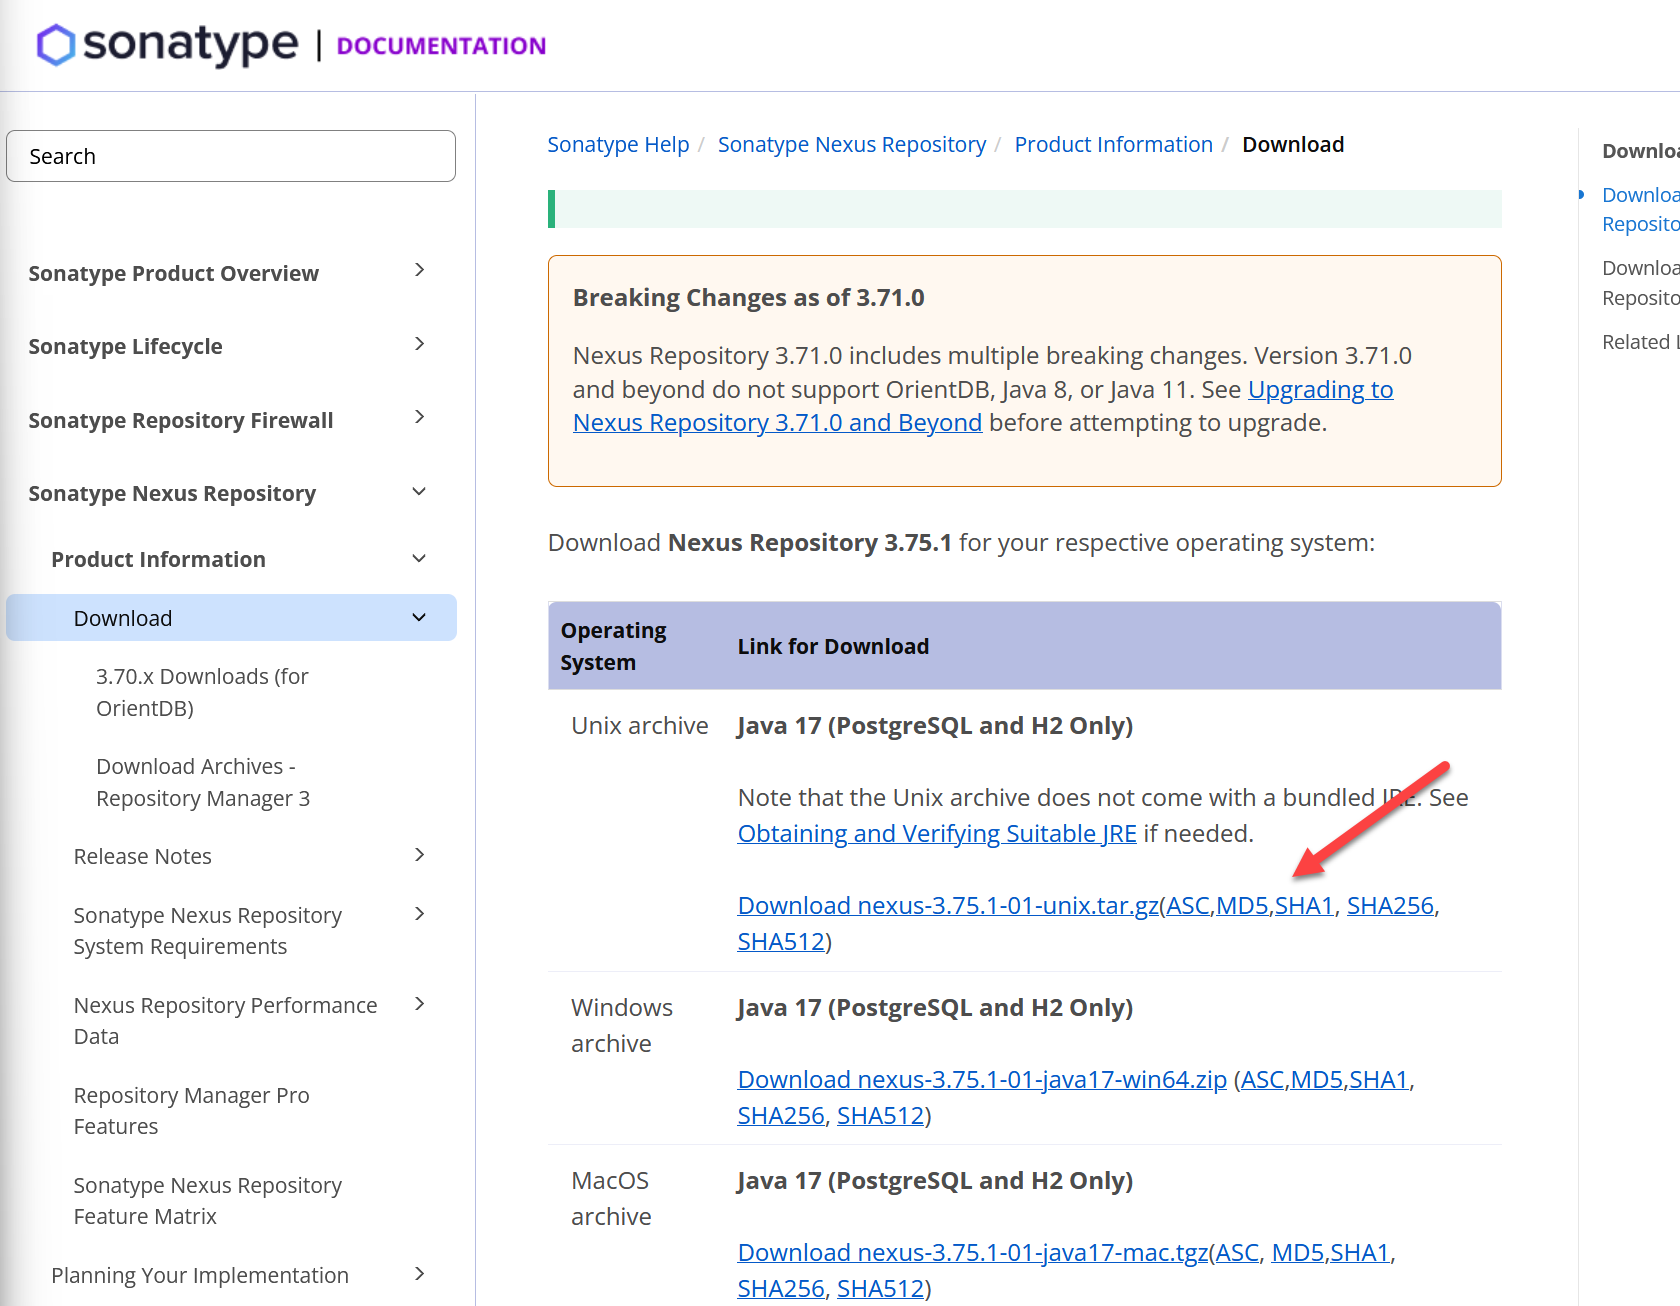 sonatype | DOCUMENTATION
Search
Sonatype Product Overview
Sonatype Lifecycle
Sonatype Repository Firewall
Sonatype Nexus Repository
Product Information
Download
3.70.x Downloads (for
OrientDB)
Download Archives -
Repository Manager 3
Release Notes
Sonatype Nexus Repository
System Requirements
Nexus Repository Performance
Data
Repository Manager Pro
Features
Sonatype Nexus Repository
Feature Matrix
Planning Your Implementation
Sonatype Help / Sonatype Nexus Repository / Product Information / Download
Breaking Changes as of 3.71.0
Nexus Repository 3.71.0 includes multiple breaking changes. Version 3.71.0
and beyond do not support OrientDB, Java 8, or Java 11. See Upgrading to
Nexus Repository 3.71.0 and Beyond before attempting to upgrade.
Download Nexus Repository 3.75.1 for your respective operating system:
Operating
System
Link for Download
Unix archive
Java 17 (PostgreSQL and H2 Only)
Note that the Unix archive does not come with a bundled JRE. See
Obtaining and Verifying Suitable JRE if needed.
Download nexus-3.75.1-01-unix.tar.gz(ASC,MD5,SHA1, SHA256,
SHA512)
Windows
archive
Java 17 (PostgreSQL and H2 Only)
Download nexus-3.75.1-01-java17-win64.zip (ASC,MD5,SHA1,
SHA256, SHA512)
MacOS
archive
Java 17 (PostgreSQL and H2 Only)
Download nexus-3.75.1-01-java17-mac.tgz(ASC, MD5,SHA1,
SHA256, SHA512)
Downloa
Downloa
Reposito
Downloa
Reposito
Related